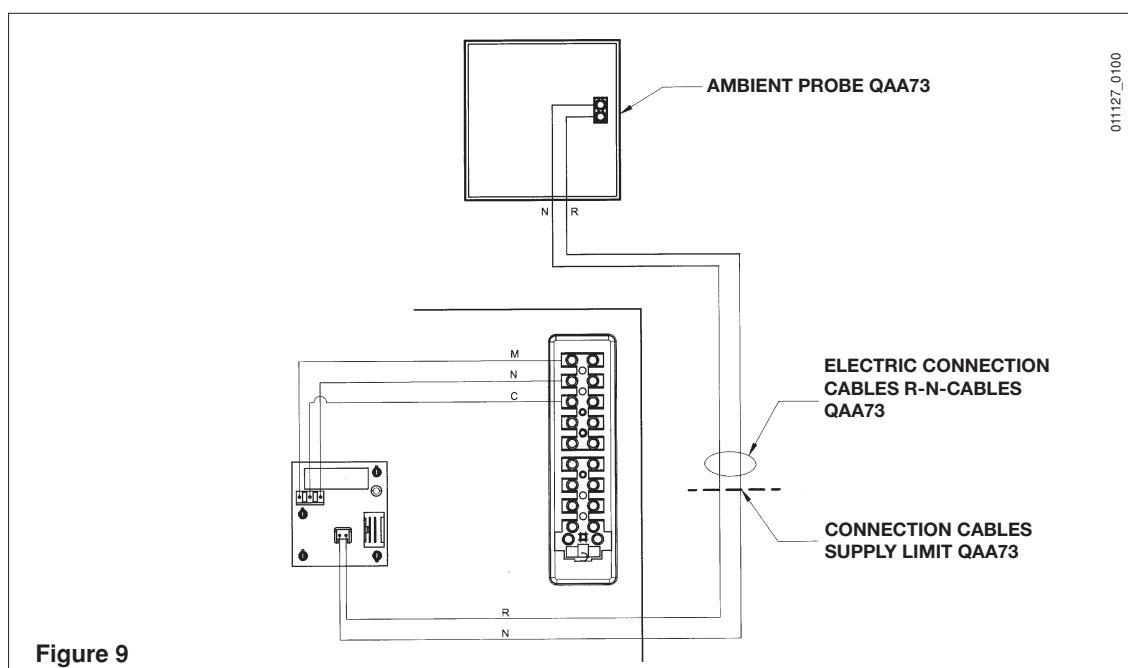 011127_0100
AMBIENT PROBE QAA73
N
R
M
N
C
ELECTRIC CONNECTION
CABLES R-N-CABLES
QAA73
CONNECTION CABLES
SUPPLY LIMIT QAA73
R
N
Figure 9